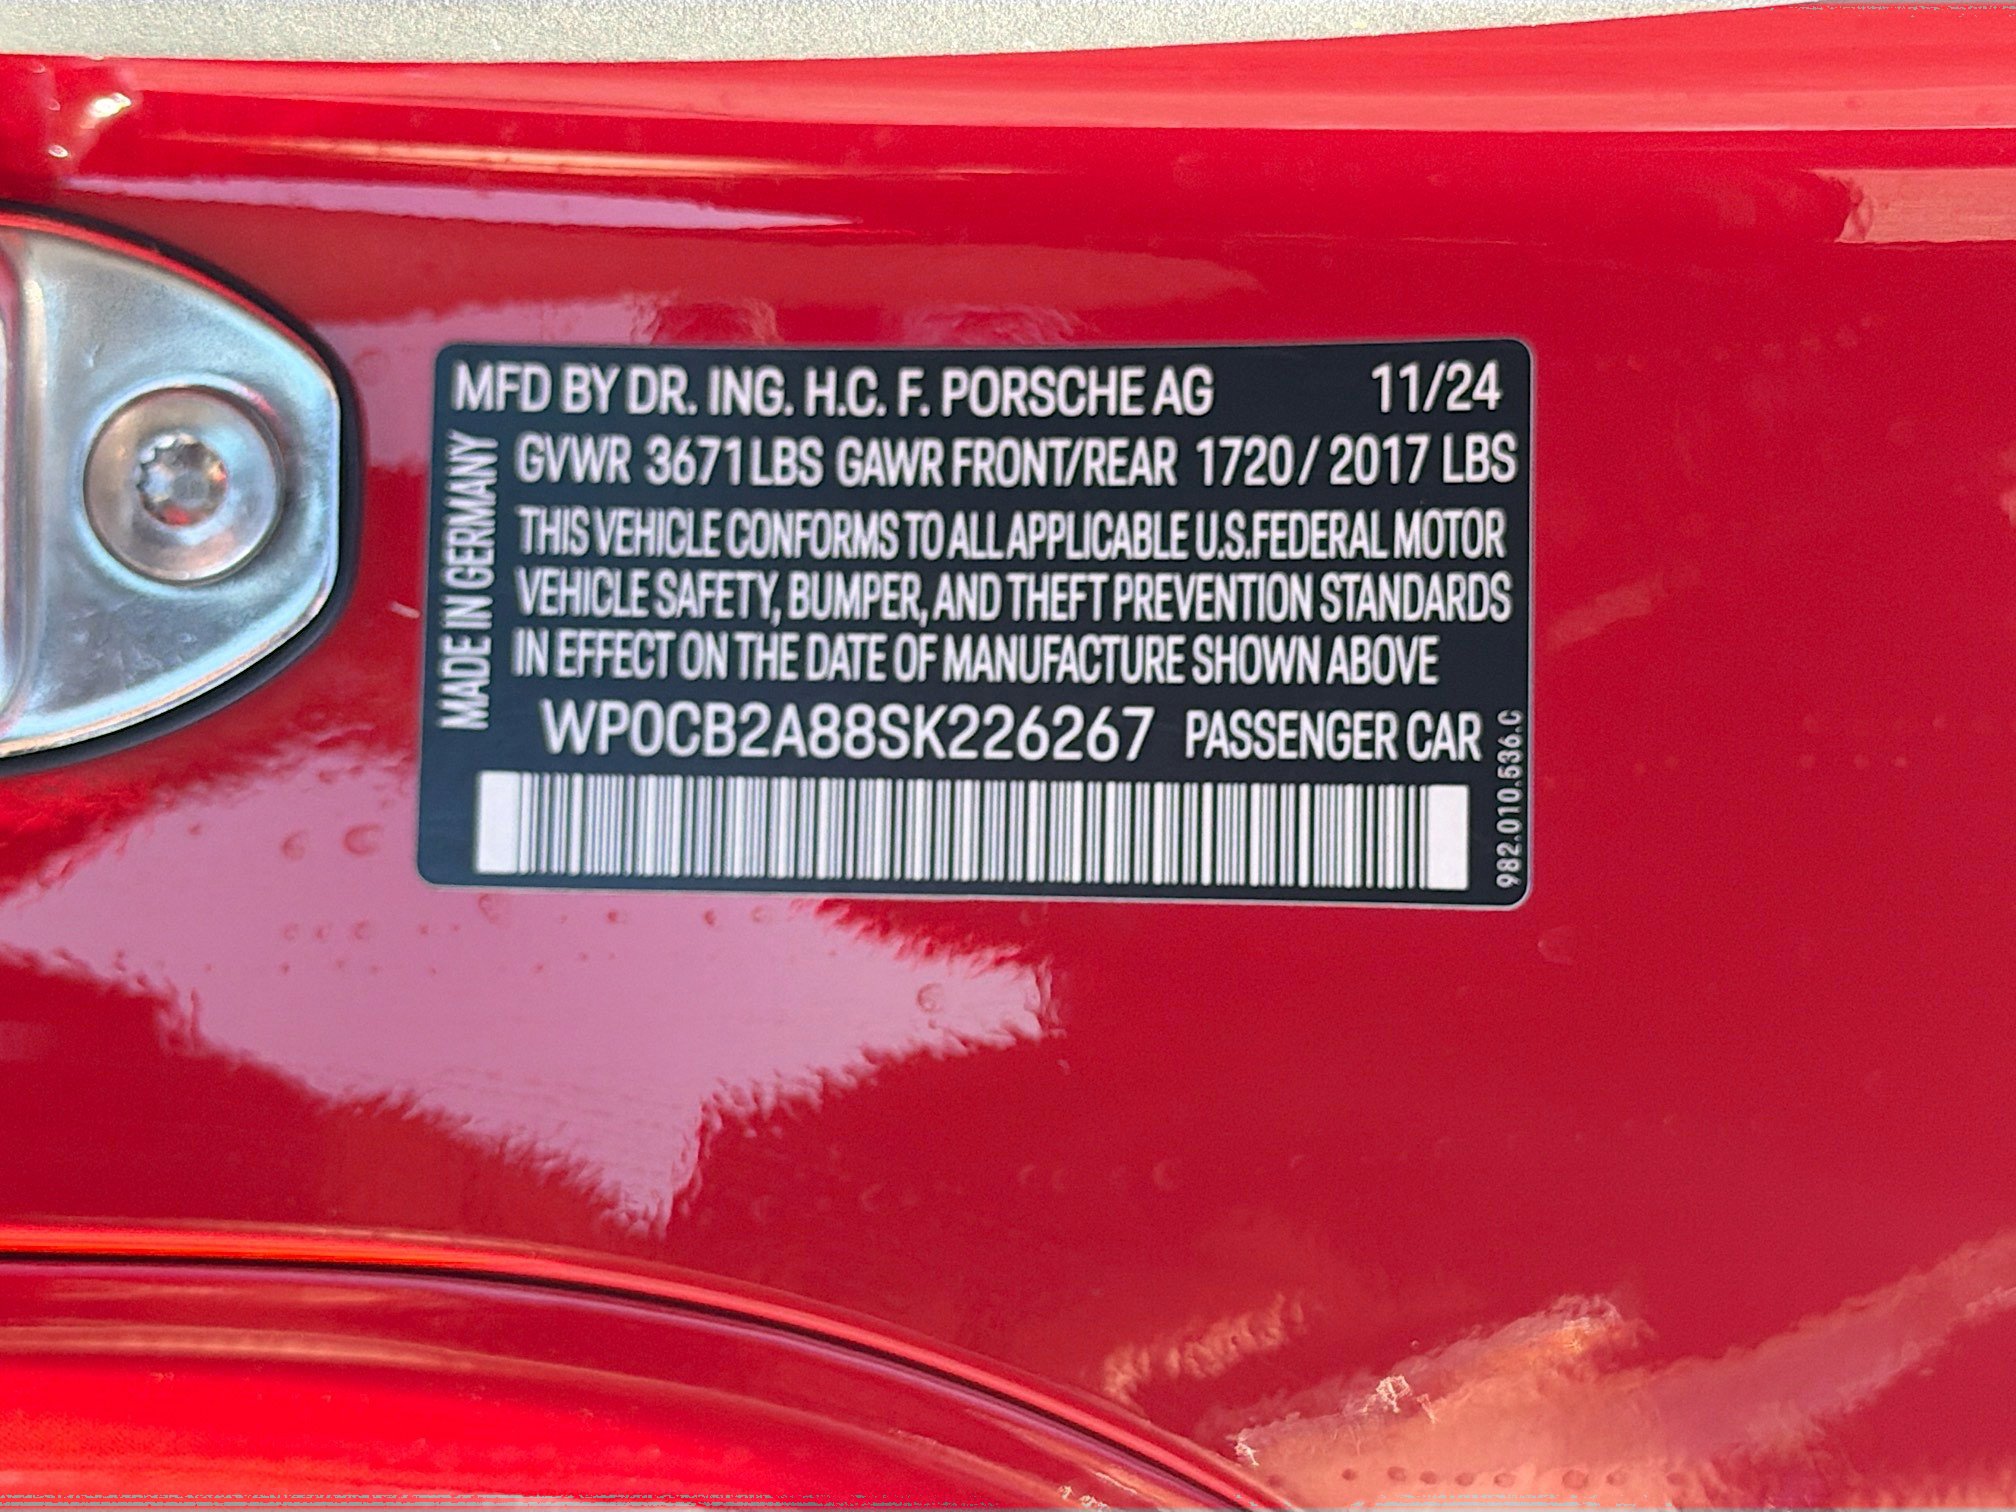 MFD BY DR. ING. H.C. F. PORSCHE AG 11/24
GVWR 3671 LBS GAWR FRONT/REAR 1720 / 2017 LBS
THIS VEHICLE CONFORMS TO ALL APPLICABLE U.S.FEDERAL MOTOR
VEHICLE SAFETY, BUMPER, AND THEFT PREVENTION STANDARDS
IN EFFECT ON THE DATE OF MANUFACTURE SHOWN ABOVE
MADE IN GERMANY
WP0CB2A88SK226267 PASSENGER CAR
982.010.536.C